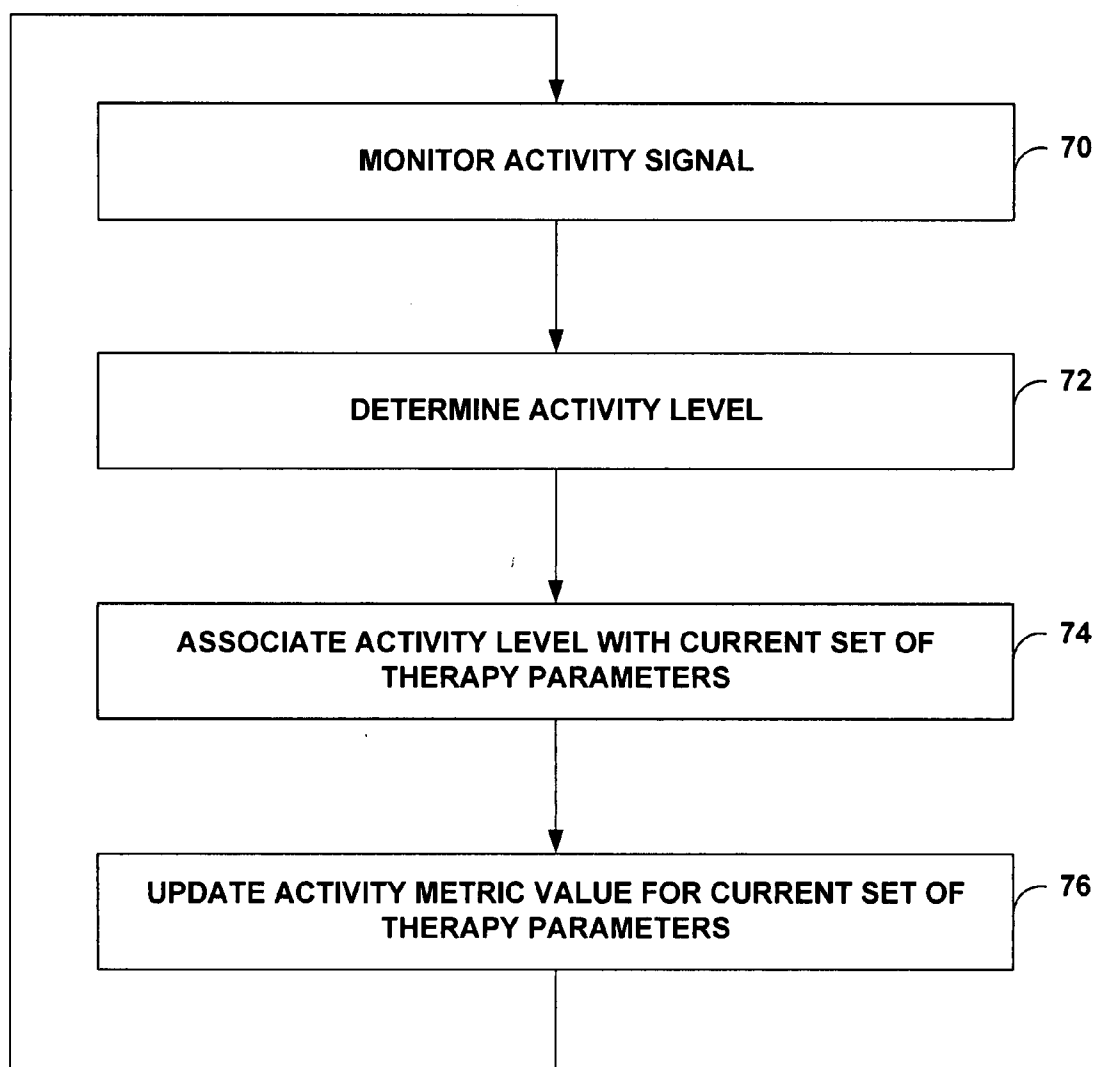 MONITOR ACTIVITY SIGNAL
70
DETERMINE ACTIVITY LEVEL
72
ASSOCIATE ACTIVITY LEVEL WITH CURRENT SET OF
THERAPY PARAMETERS
74
UPDATE ACTIVITY METRIC VALUE FOR CURRENT SET OF
THERAPY PARAMETERS
76